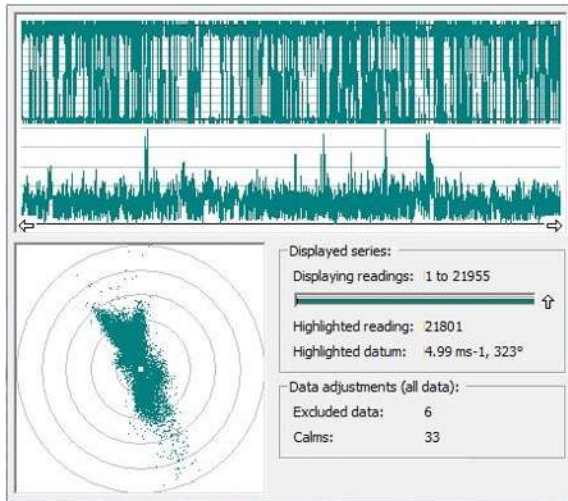 Displayed series:
Displaying readings: 1 to 21955
Highlighted reading: 21801
Highlighted datum: 4.99 ms-1, 323°
Data adjustments (all data):
Excluded data: 6
Calms: 33